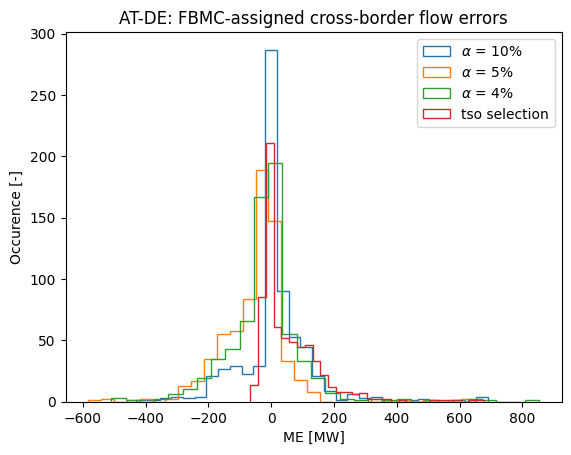 AT-DE: FBMC-assigned cross-border flow errors
300
250
200
150
100
50
0
Occurence [-]
α = 10%
α = 5%
α = 4%
tso selection
−600 −400 −200 0 200 400 600 800
ME [MW]